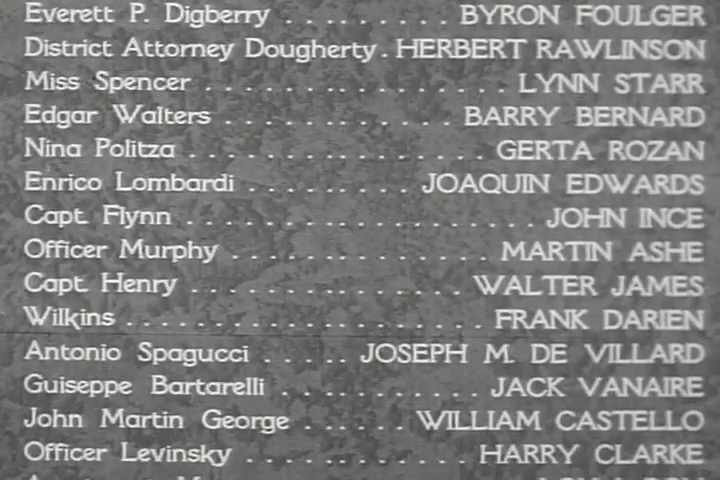 Everett P. Digberry . . . . . . . . . BYRON FOULGER
District Attorney Dougherty . HERBERT RAWLINSON
Miss Spencer . . . . . . . . . . . . . . . . . LYNN STARR
Edgar Walters . . . . . . . . . . . . . BARRY BERNARD
Nina Politza . . . . . . . . . . . . . . . . GERTA ROZAN
Enrico Lombardi . . . . . . . . . JOAQUIN EDWARDS
Capt. Flynn . . . . . . . . . . . . . . . . . . . JOHN INCE
Officer Murphy . . . . . . . . . . . . . . MARTIN ASHE
Capt. Henry . . . . . . . . . . . . . . . WALTER JAMES
Wilkins . . . . . . . . . . . . . . . . . . . FRANK DARIEN
Antonio Spagucci . . . . . JOSEPH M. DE VILLARD
Guiseppe Bartarelli . . . . . . . . . . . JACK VANAIRE
John Martin George . . . . . . WILLIAM CASTELLO
Officer Levinsky . . . . . . . . . . . . . HARRY CLARKE